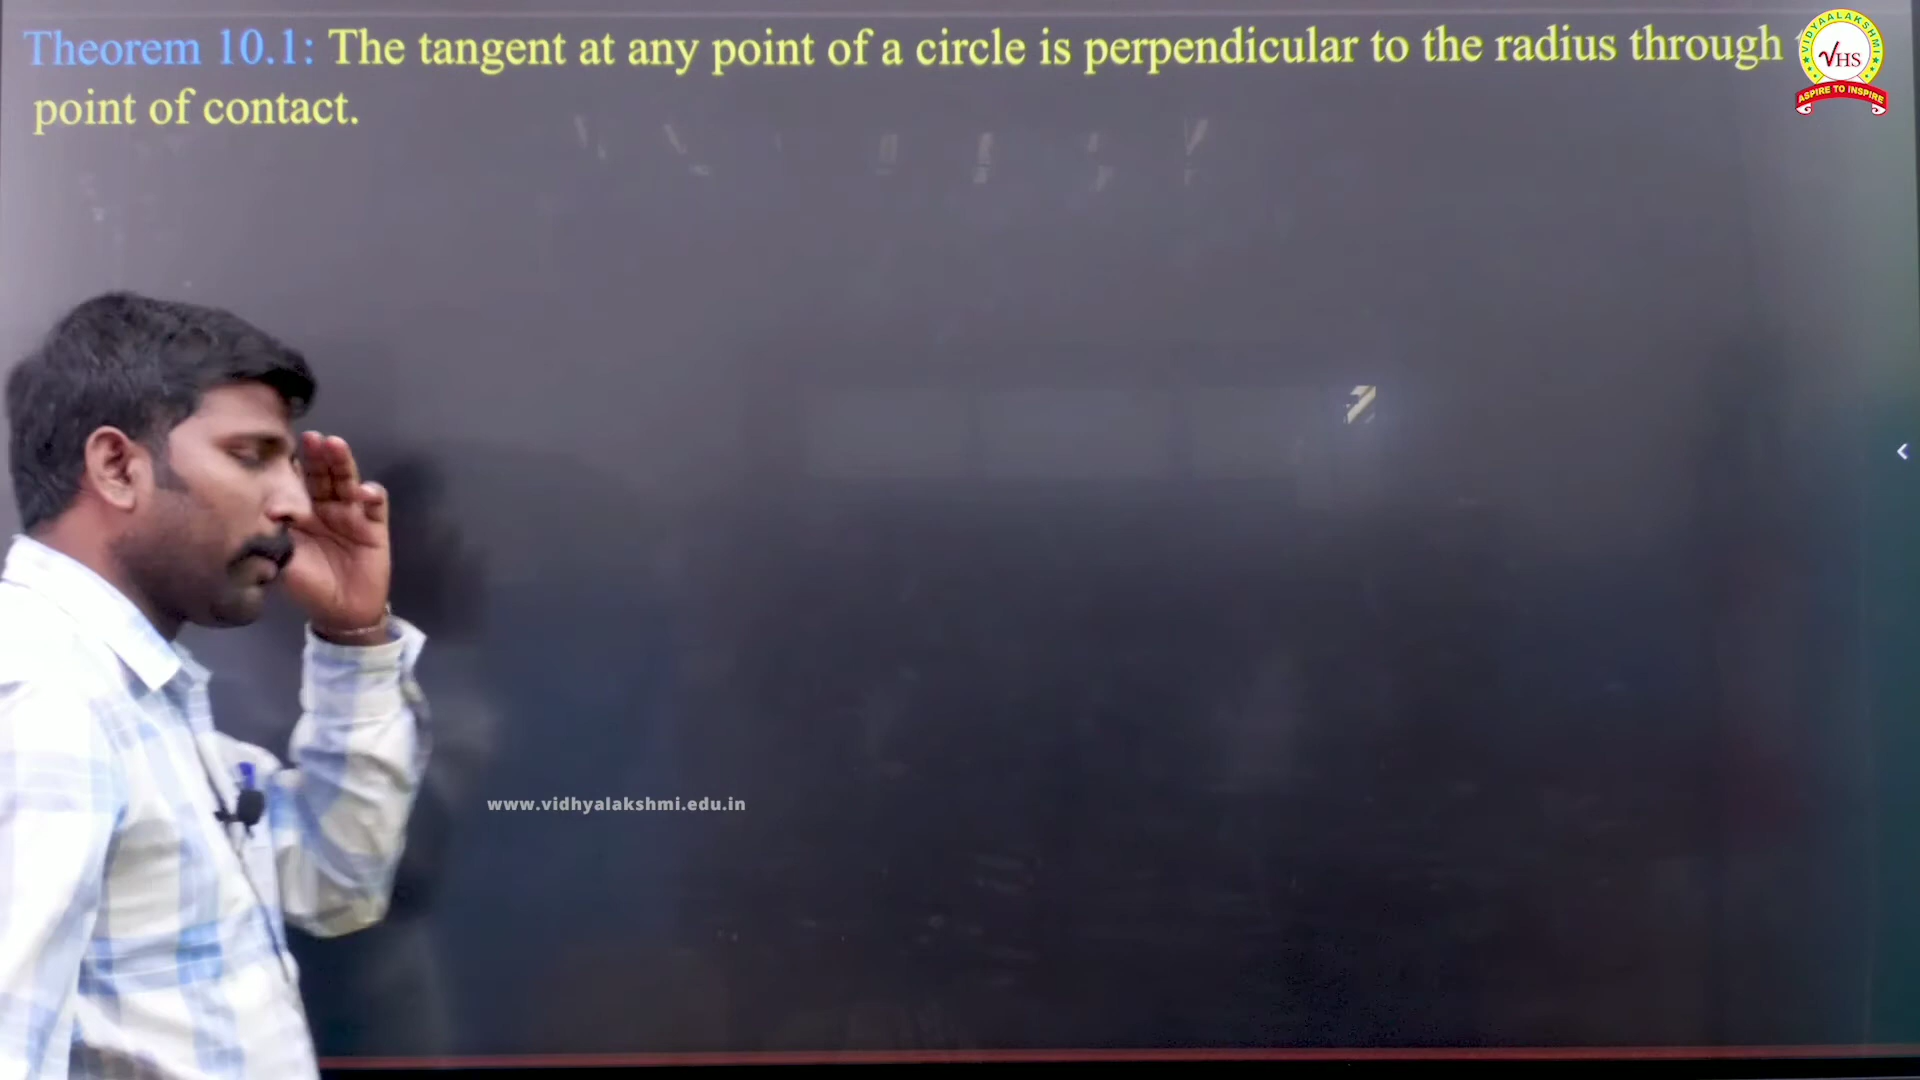 Theorem 10.1: The tangent at any point of a circle is perpendicular to the radius through
point of contact.
VIDYAALAKSHMI
VHS
ASPIRE TO INSPIRE
www.vidhyalakshmi.edu.in